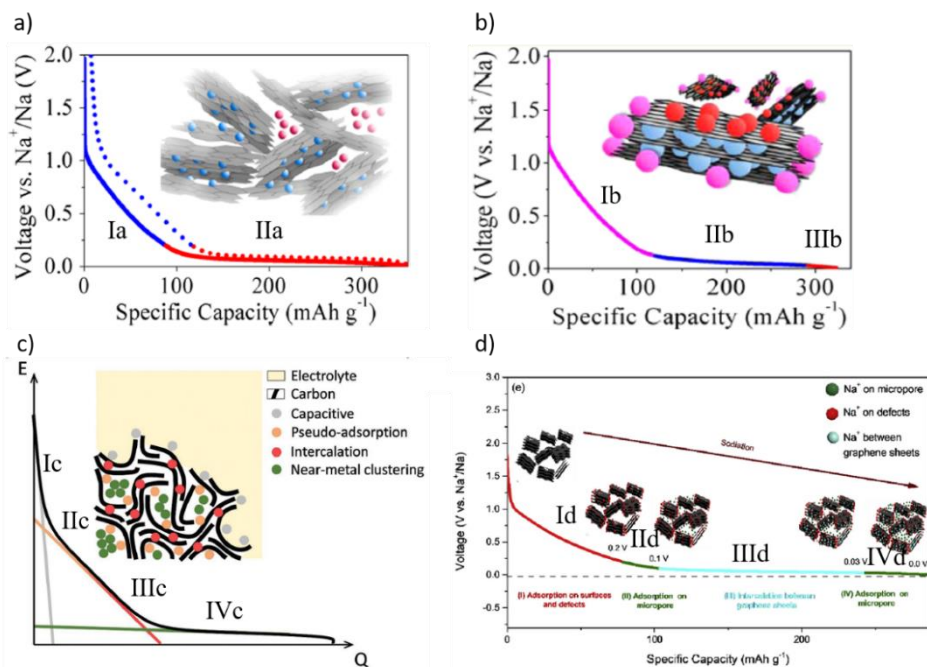 a)
Voltage vs. Na+/Na (V)
2.0
1.5
1.0
0.5
0.0
Ia
IIa
0
100
200
300
Specific Capacity (mAh g-1)
b)
Voltage (V vs. Na+/Na)
2.0
1.5
1.0
0.5
0.0
Ib
IIb
IIIb
0
100
200
300
Specific Capacity (mAh g-1)
c)
E
Electrolyte
Carbon
Capacitive
Pseudo-adsorption
Intercalation
Near-metal clustering
Ic
IIc
IIIc
IVc
Q
d)
(e)
Voltage (V vs. Na+/Na)
3.0
2.5
2.0
1.5
1.0
0.5
0.0
-0.5
Na+ on micropore
Na+ on defects
Na+ between
graphene sheets
Sodiation
Id
IId
IIId
IVd
0.2 V
0.1 V
0.03 V
0.0 V
(I) Adsorption on surfaces
and defects
(II) Adsorption on
micropore
(III) Intercalation between
graphene sheets
(IV) Adsorption on
micropore
0
100
200
Specific Capacity (mAh g-1)